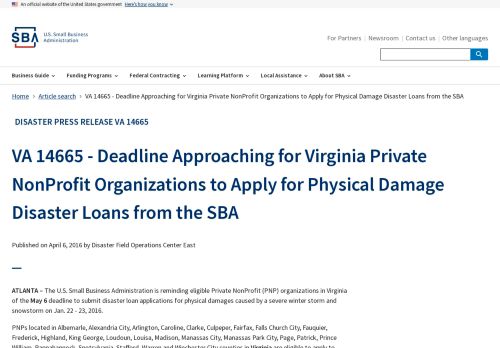 An official website of the United States government Here's how you know
SBA U.S. Small Business
Administration
For Partners Newsroom Contact us Other languages
Business Guide Funding Programs Federal Contracting Learning Platform Local Assistance About SBA
Home Article search VA 14665 - Deadline Approaching for Virginia Private NonProfit Organizations to Apply for Physical Damage Disaster Loans from the SBA
DISASTER PRESS RELEASE VA 14665
VA 14665 - Deadline Approaching for Virginia Private
NonProfit Organizations to Apply for Physical Damage
Disaster Loans from the SBA
Published on April 6, 2016 by Disaster Field Operations Center East
ATLANTA – The U.S. Small Business Administration is reminding eligible Private NonProfit (PNP) organizations in Virginia
of the May 6 deadline to submit disaster loan applications for physical damages caused by a severe winter storm and
snowstorm on Jan. 22 - 23, 2016.
PNPs located in Albemarle, Alexandria City, Arlington, Caroline, Clarke, Culpeper, Fairfax, Falls Church City, Fauquier,
Frederick, Highland, King George, Loudoun, Louisa, Madison, Manassas City, Manassas Park City, Page, Patrick, Prince
William, Rappahannock, Spotsylvania, Stafford, Warren and Winchester City counties in Virginia are eligible to apply to